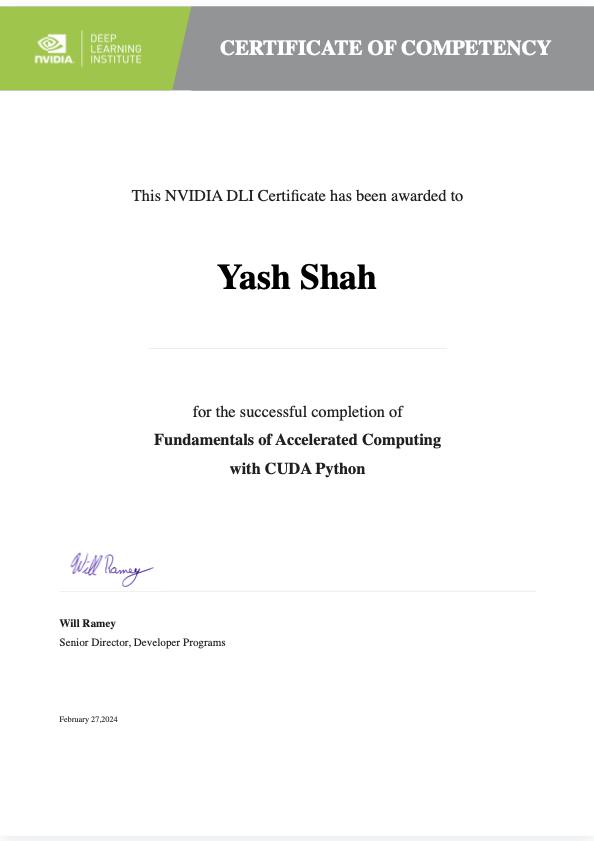 NVIDIA.
DEEP
LEARNING
INSTITUTE
CERTIFICATE OF COMPETENCY
This NVIDIA DLI Certificate has been awarded to
Yash Shah
for the successful completion of
Fundamentals of Accelerated Computing
with CUDA Python
Will Ramey
Will Ramey
Senior Director, Developer Programs
February 27,2024